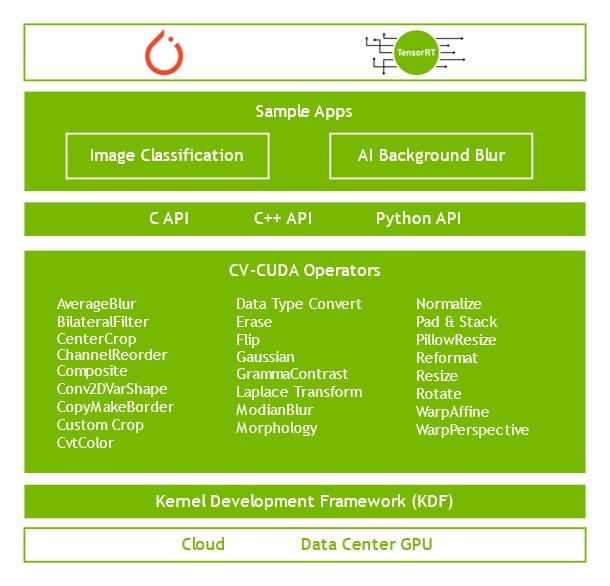 TensorRT
Sample Apps
Image Classification
AI Background Blur
C API
C++ API
Python API
CV-CUDA Operators
AverageBlur
BilateralFilter
CenterCrop
ChannelReorder
Composite
Conv2DVarShape
CopyMakeBorder
Custom Crop
CvtColor
Data Type Convert
Erase
Flip
Gaussian
GrammaContrast
Laplace Transform
ModianBlur
Morphology
Normalize
Pad & Stack
PillowResize
Reformat
Resize
Rotate
WarpAffine
WarpPerspective
Kernel Development Framework (KDF)
Cloud
Data Center GPU